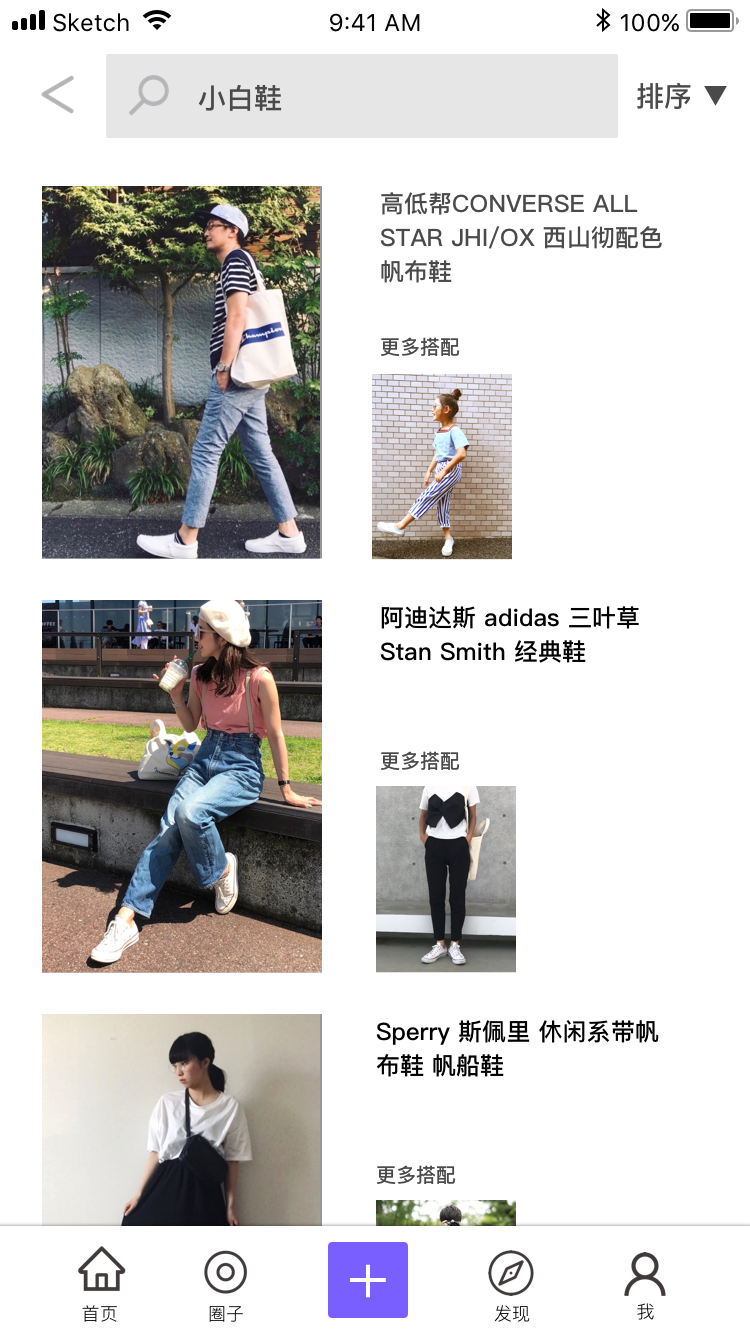 Sketch 9:41 AM 100%
小白鞋 排序
高低帮CONVERSE ALL
STAR JHI/OX 西山彻配色
帆布鞋
更多搭配
Champion
阿迪达斯 adidas 三叶草
Stan Smith 经典鞋
更多搭配
Sperry 斯佩里 休闲系带帆
布鞋 帆船鞋
更多搭配
首页 圈子 发现 我